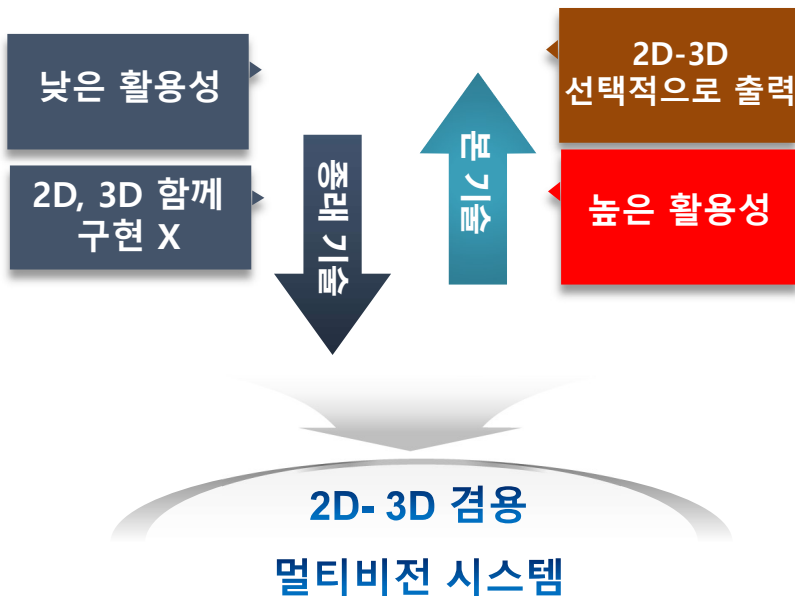 낮은 활용성
2D, 3D 함께
구현 X
종래 기술
본 기술
2D-3D
선택적으로 출력
높은 활용성
2D- 3D 겸용
멀티비전 시스템